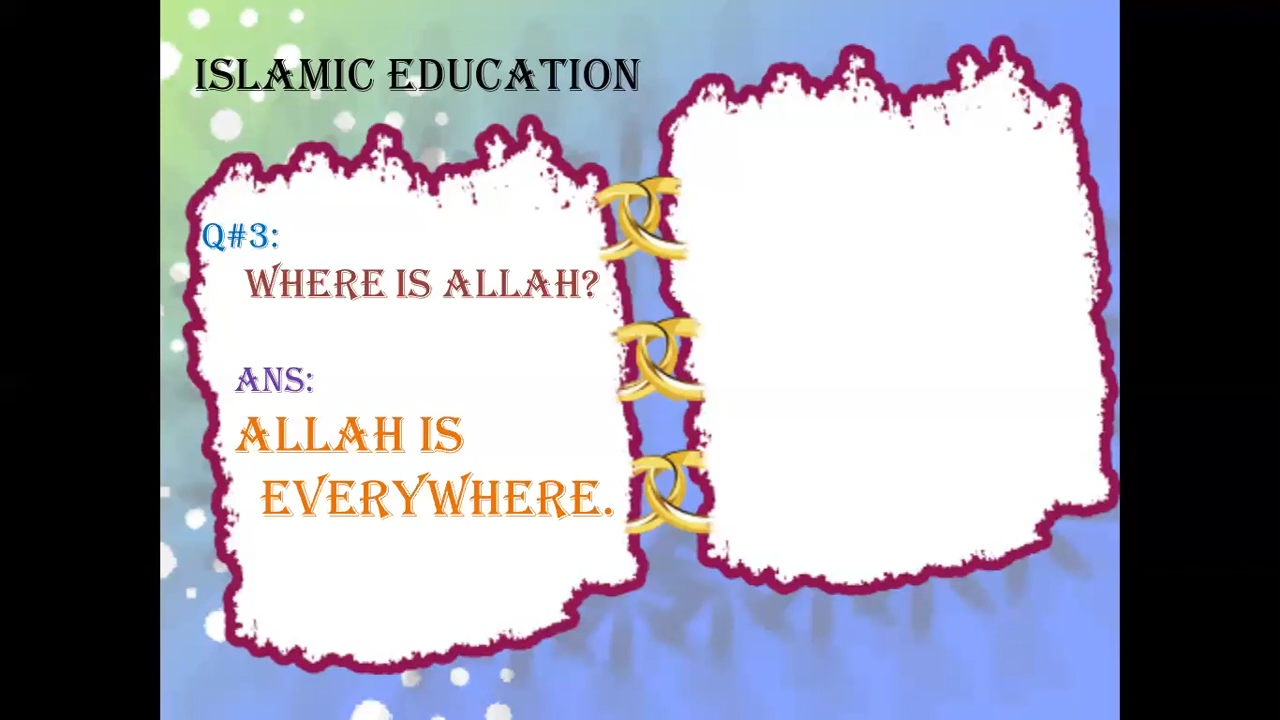 ISLAMIC EDUCATION
Q#3:
WHERE IS ALLAH?
ANS:
ALLAH IS
EVERYWHERE.